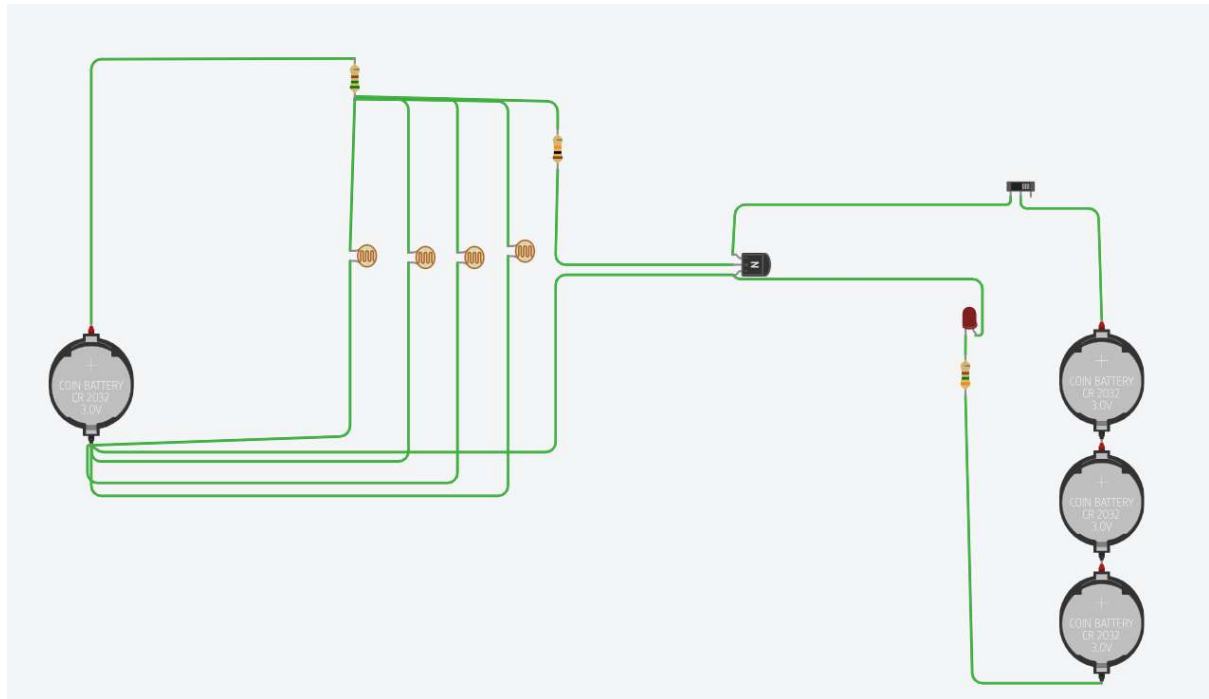 +
COIN BATTERY
CR 2032
3.0V
N
+
COIN BATTERY
CR 2032
3.0V
+
COIN BATTERY
CR 2032
3.0V
+
COIN BATTERY
CR 2032
3.0V